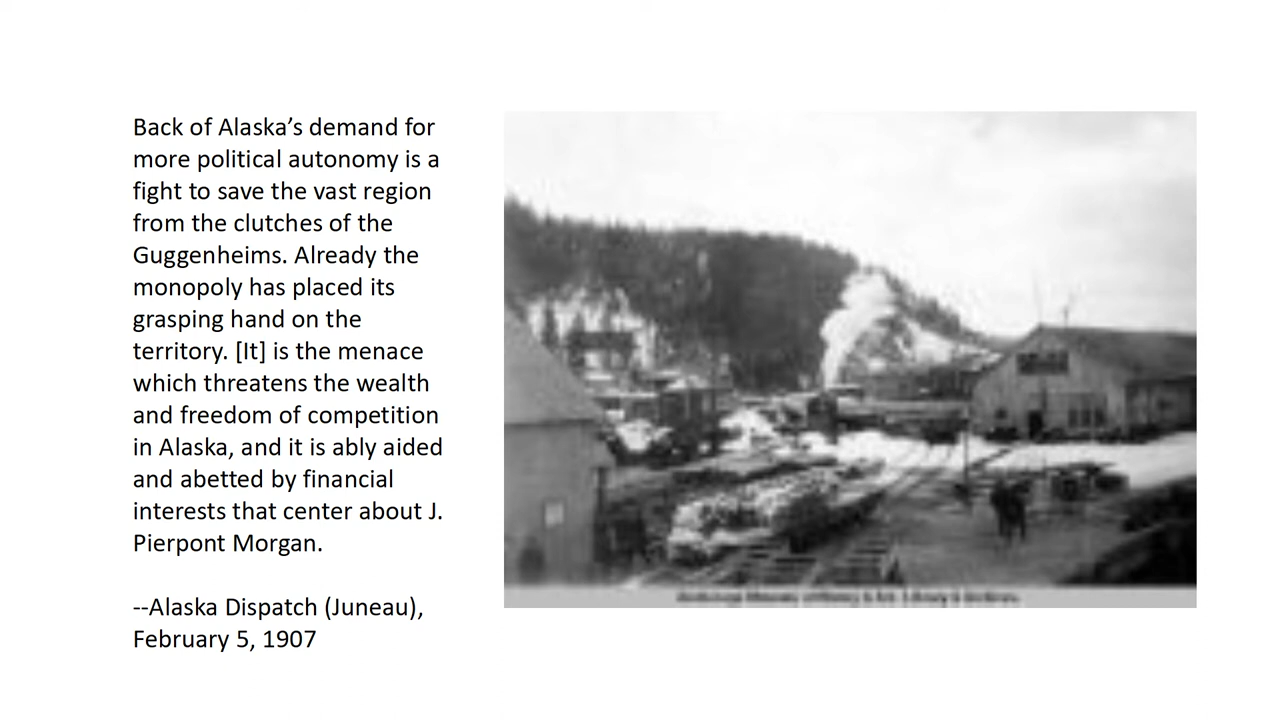 Back of Alaska’s demand for
more political autonomy is a
fight to save the vast region
from the clutches of the
Guggenheims. Already the
monopoly has placed its
grasping hand on the
territory. [It] is the menace
which threatens the wealth
and freedom of competition
in Alaska, and it is ably aided
and abetted by financial
interests that center about J.
Pierpont Morgan.
--Alaska Dispatch (Juneau),
February 5, 1907